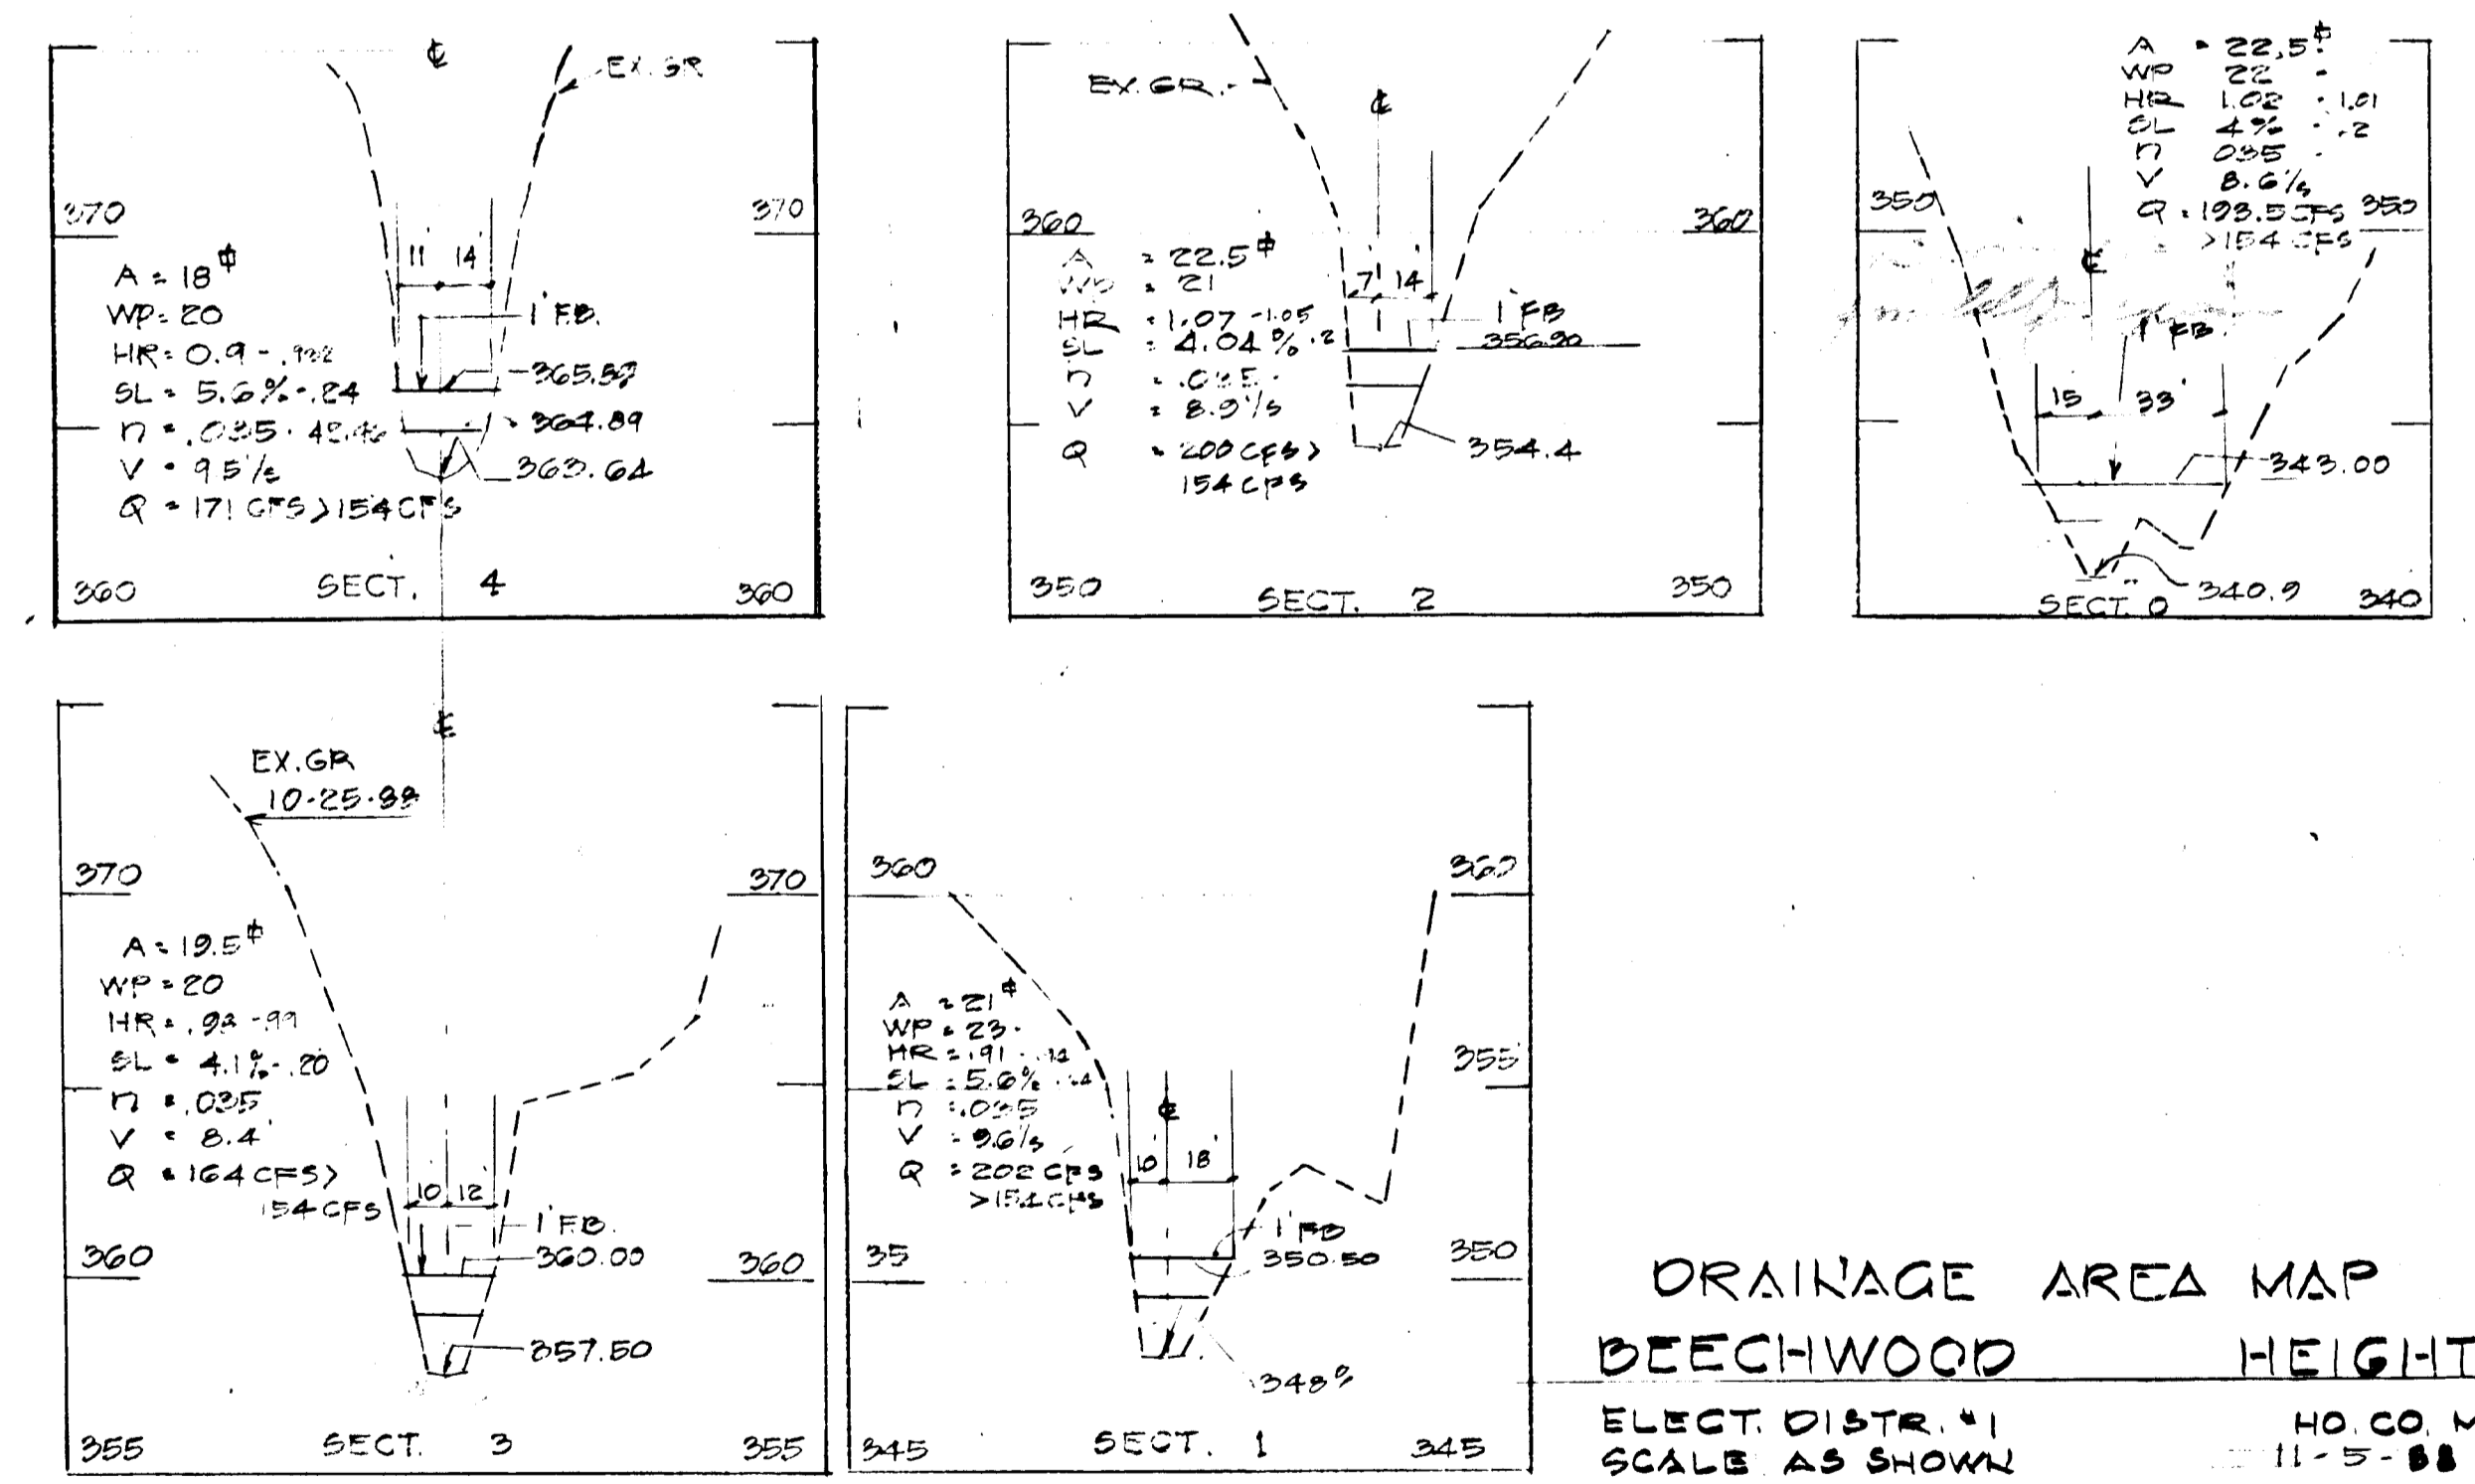 EX. GR
370
370
11' 14'
A = 18
WP = 20
HR = 0.9 -
SL = 5.6% - .24
n = .035
V = 9.5'/s
Q = 171 CFS > 154 CFS
1' FB.
364.89
363.64
360
SECT. 4
360
EX. GR.
360
360
7' 14'
A = 22.5
WP = 21
HR = 1.07 - 1.05
SL = 4.04% .2
n = .035
V = 8.9'/s
Q = 200 CFS >
154 CFS
1' FB
356.90
354.4
350
SECT. 2
350
A = 22.5
WP 22
HR 1.02 - 1.01
SL 4% - .2
n 035
V 8.6'/s
Q = 193.5 CFS
>154 CFS
350
350
1' FB
15 33'
343.00
340.9
SECT. 0
340
EX. GR
10-25-88
370
370
A = 19.5
WP = 20
HR = .98 - .99
SL = 4.1% - .20
n = .035
V = 8.4'
Q = 164 CFS >
154 CFS
10' 12'
1' FB.
360.00
360
360
357.50
355
SECT. 3
355
360
360
A = 21
WP = 23
HR = .91
SL = 5.6%
n = .035
V = 9.6'/s
Q = 202 CFS
>154 CFS
355
10' 18'
1' FB
350.50
35
350
345
SECT. 1
345
DRAINAGE AREA MAP
BEECHWOOD HEIGHT
ELECT. DISTR. #1
HO. CO. M
SCALE AS SHOWN
11-5-88